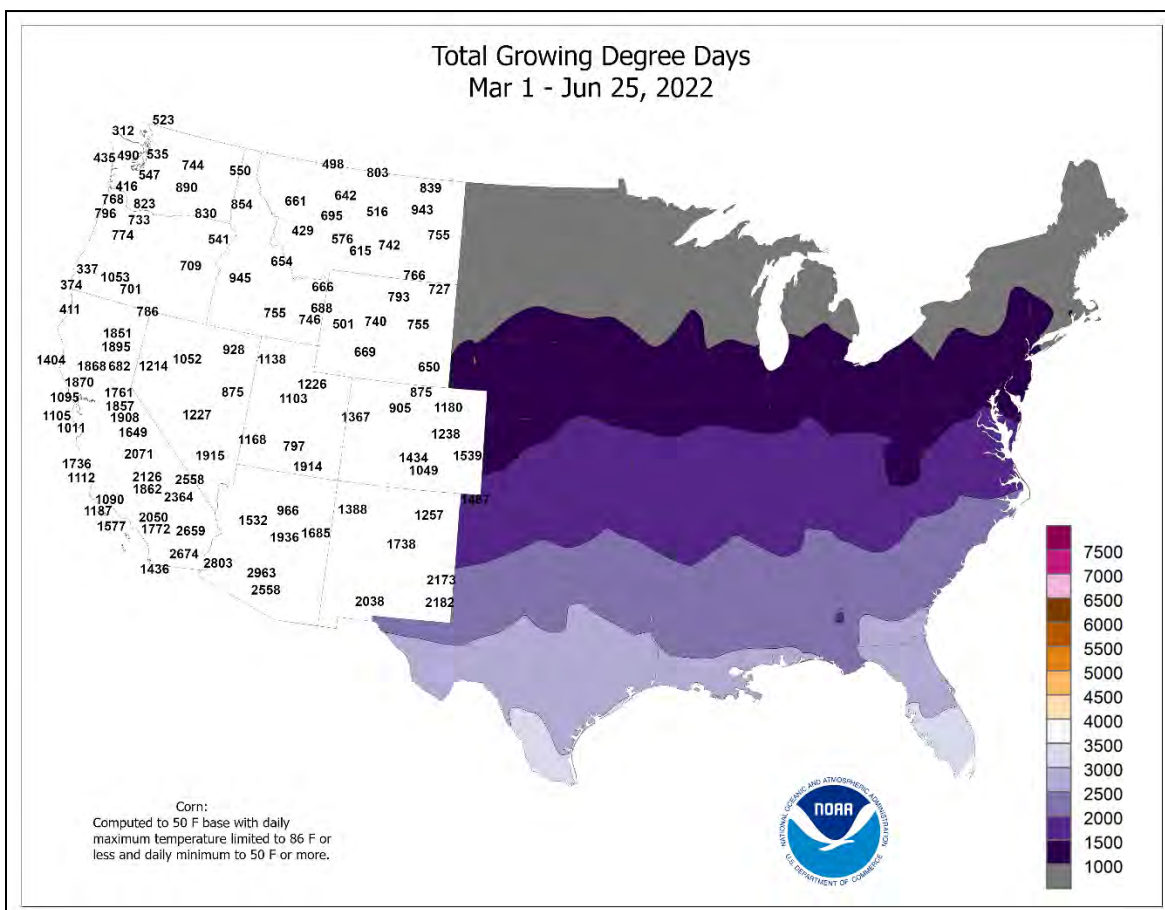 Total Growing Degree Days
Mar 1 - Jun 25, 2022
523
312
435 490 535 744 550 498 803
547 839
416 890 661 642
768 823 854 516 943
796 733 830 695
774 541 429 576 742 755
615
709 654
337 1053 945 766
374 701 666 793 727
411 786 755 688
746 501 740 755
1851
1895 928
1404 1868 682 1214 1052 1138 669 650
1870 1226 875
1095 1761 875 1103 905 1180
1105 1857 1227 1367
1011 1908 1238
1649 1168 797
2071 1915 1434 1539
1736 1914 1049
1112 2126 2558
1862 1487
1090 2364 966 1388
1187 2050 1532 1257
1577 1772 2659 1936 1685
1738
2674
1436 2803 2963 2173
2558 2038 2182
7500
7000
6500
6000
5500
5000
4500
4000
3500
3000
2500
2000
1500
1000
Corn:
Computed to 50 F base with daily
maximum temperature limited to 86 F or
less and daily minimum to 50 F or more.
NATIONAL OCEANIC AND ATMOSPHERIC ADMINISTRATION
NOAA
U.S. DEPARTMENT OF COMMERCE